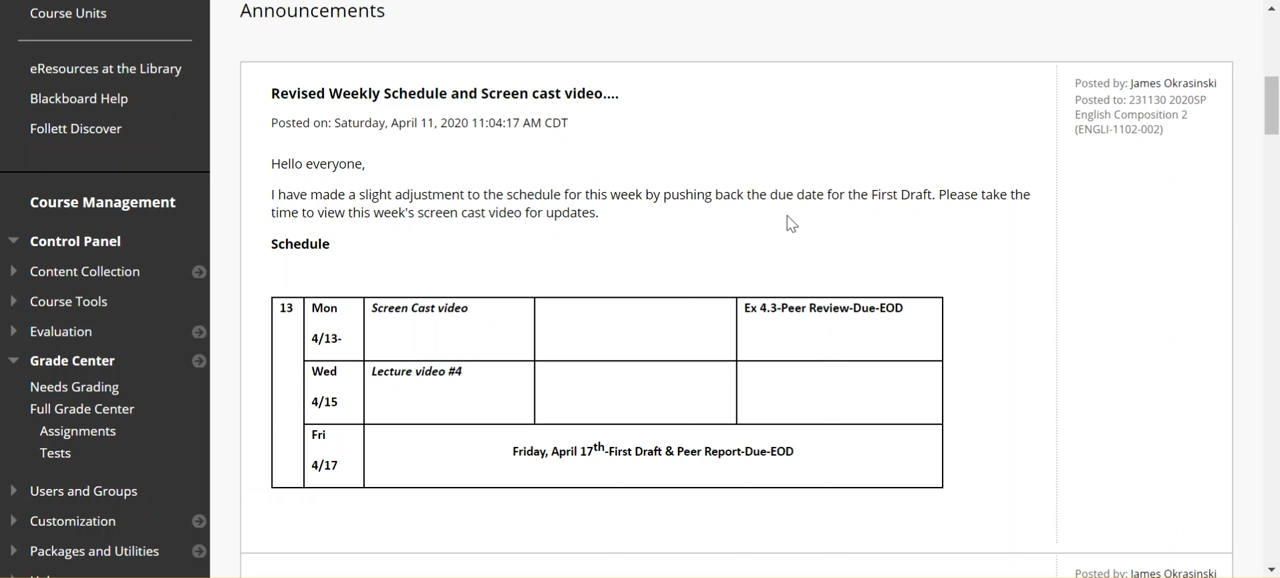 Course Units
eResources at the Library
Blackboard Help
Follett Discover
Course Management
Control Panel
Content Collection
Course Tools
Evaluation
Grade Center
Needs Grading
Full Grade Center
Assignments
Tests
Users and Groups
Customization
Packages and Utilities
Announcements
Revised Weekly Schedule and Screen cast video....
Posted on: Saturday, April 11, 2020 11:04:17 AM CDT
Hello everyone,
I have made a slight adjustment to the schedule for this week by pushing back the due date for the First Draft. Please take the
time to view this week's screen cast video for updates.
Schedule
13 Mon Screen Cast video Ex 4.3-Peer Review-Due-EOD
4/13-
Wed Lecture video #4
4/15
Fri
Friday, April 17th-First Draft & Peer Report-Due-EOD
4/17
Posted by: James Okrasinski
Posted to: 231130 2020SP
English Composition 2
(ENGLI-1102-002)
Posted by: James Okrasinski